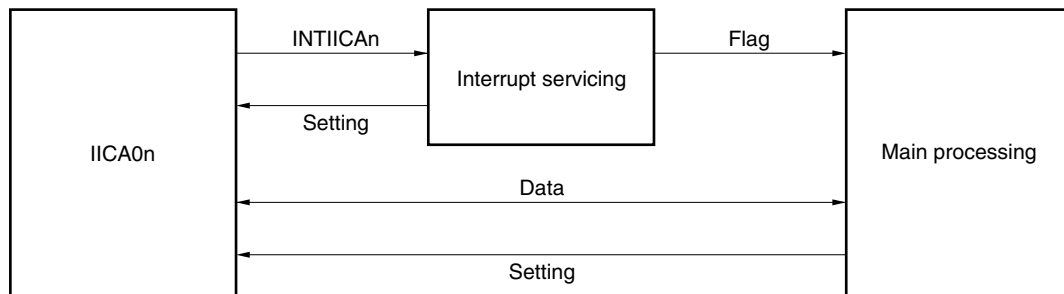 INTIICAn
Flag
Interrupt servicing
Setting
IICA0n
Main processing
Data
Setting